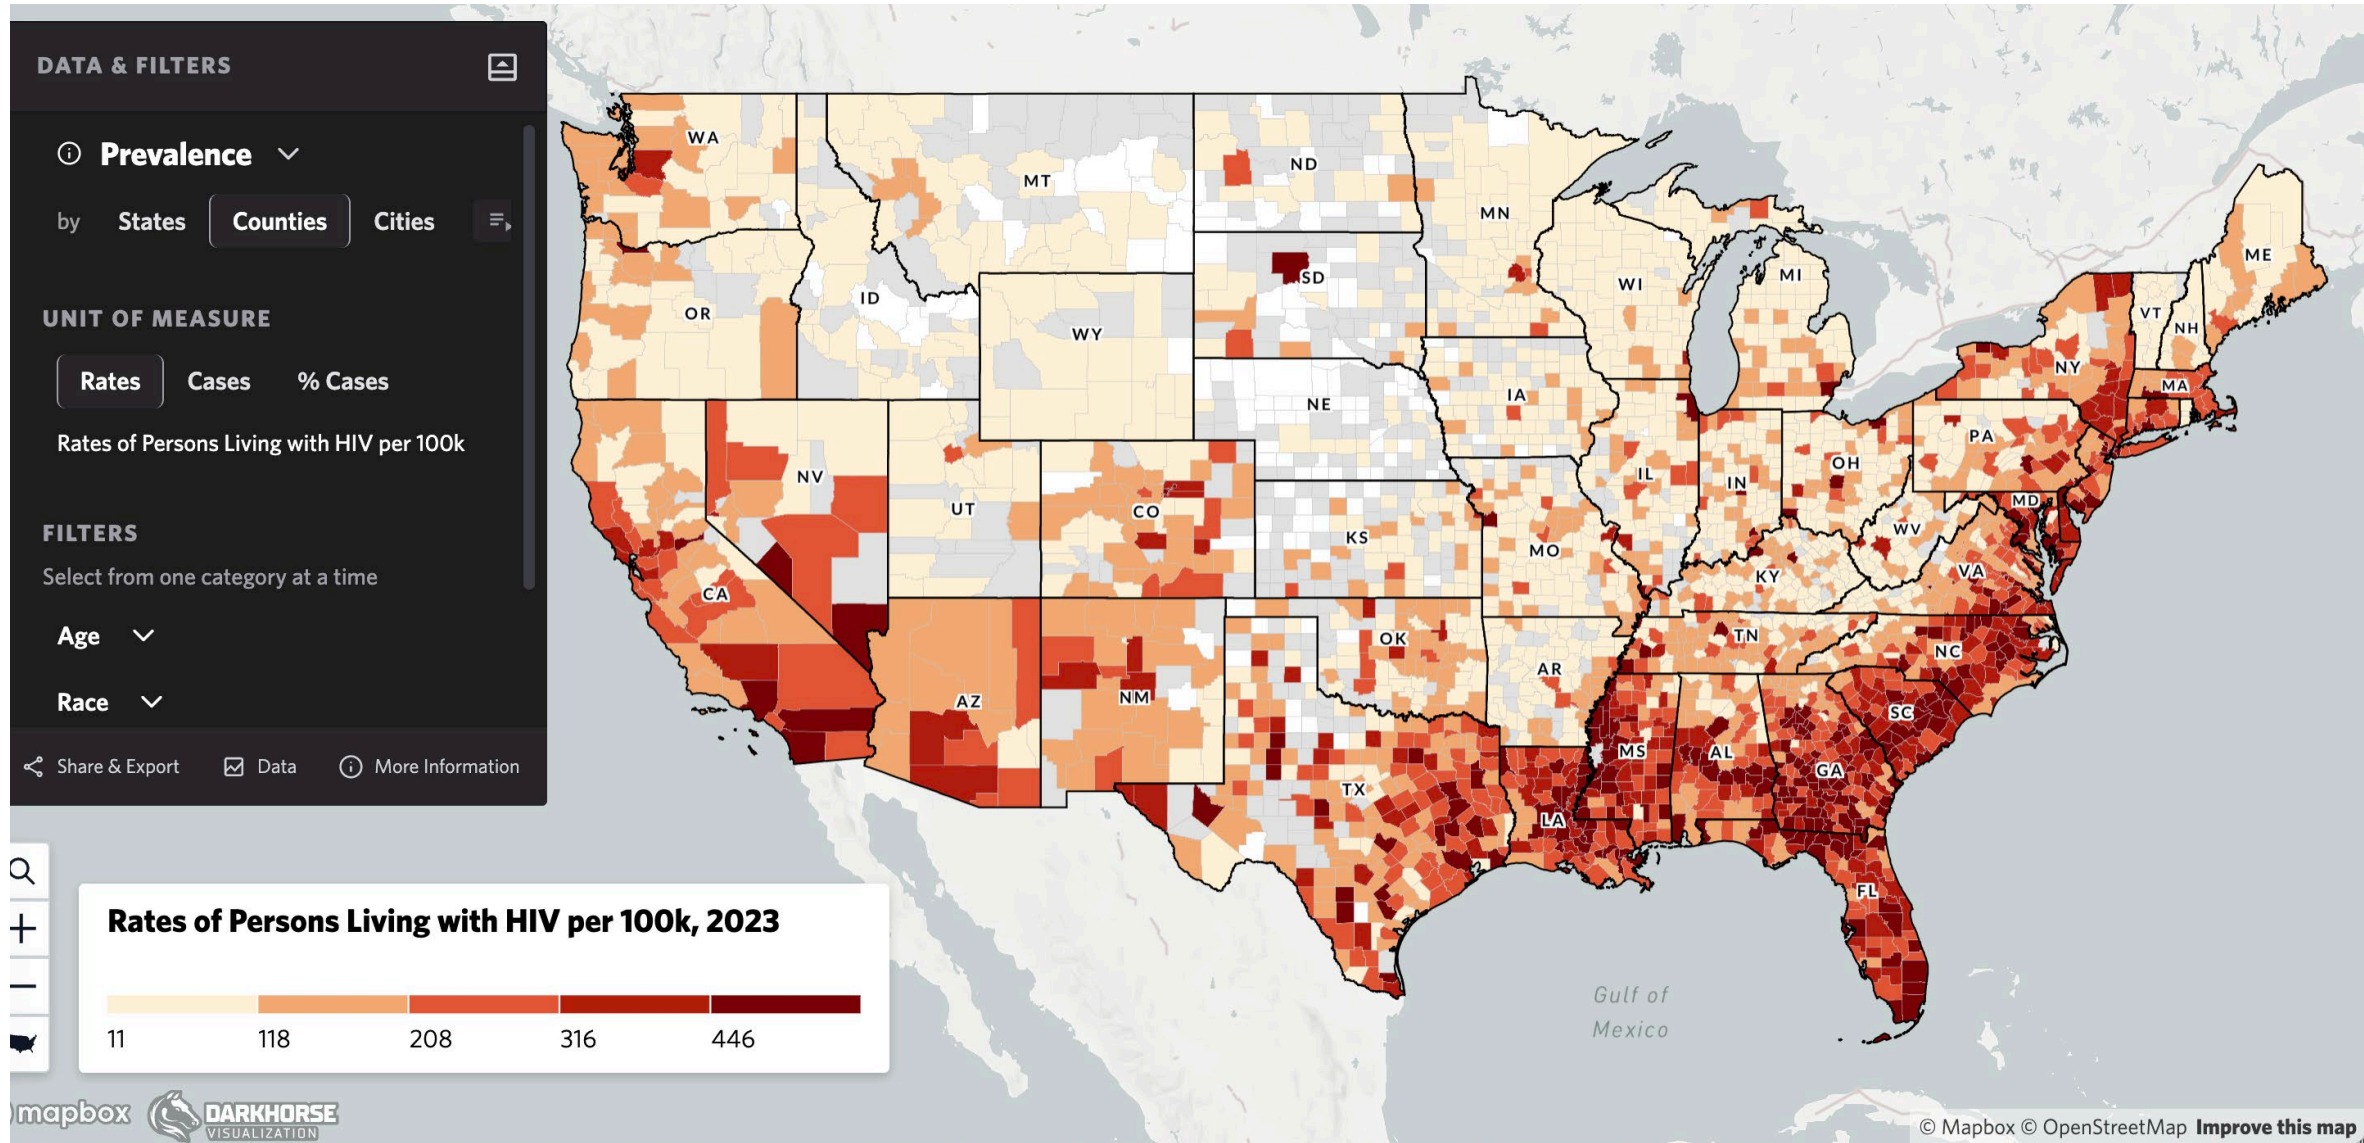 DATA & FILTERS
Prevalence
by States Counties Cities
UNIT OF MEASURE
Rates Cases % Cases
Rates of Persons Living with HIV per 100k
FILTERS
Select from one category at a time
Age
Race
Share & Export Data More Information
Rates of Persons Living with HIV per 100k, 2023
11 118 208 316 446
mapbox DARKHORSE
VISUALIZATION
WA
MT
ND
MN
OR
ID
WY
SD
WI
MI
ME
VT
NH
NY
MA
NV
UT
CO
NE
IA
IL
IN
OH
PA
MD
CA
KS
MO
KY
WV
VA
AZ
NM
OK
AR
TN
NC
TX
LA
MS
AL
GA
SC
FL
Gulf of
Mexico
© Mapbox © OpenStreetMap Improve this map